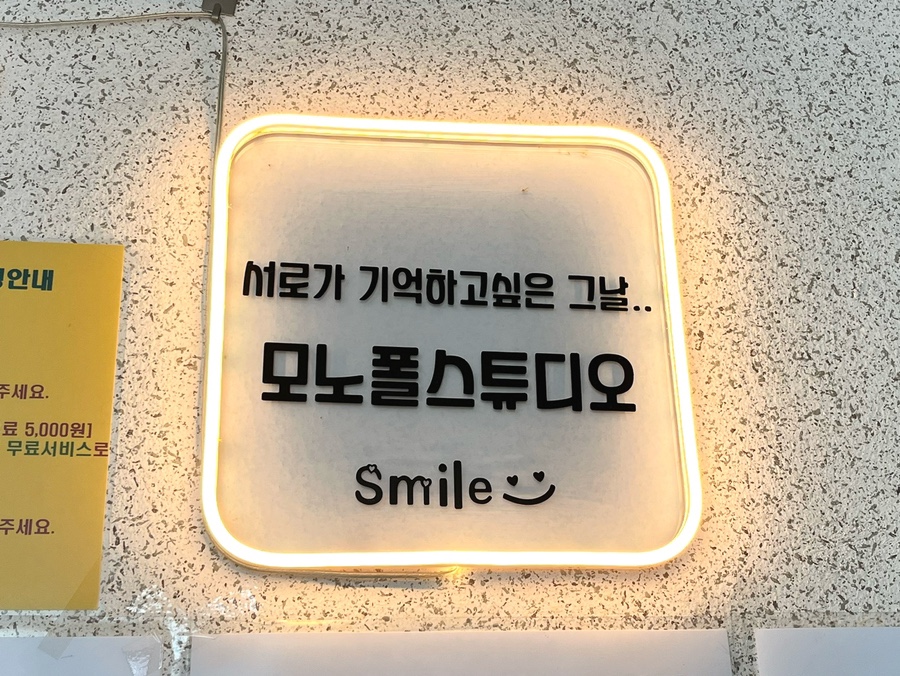 서로가 기억하고싶은 그날..
모노폴스튜디오
Smile
안내
주세요.
료 5,000원]
무료서비스로
주세요.